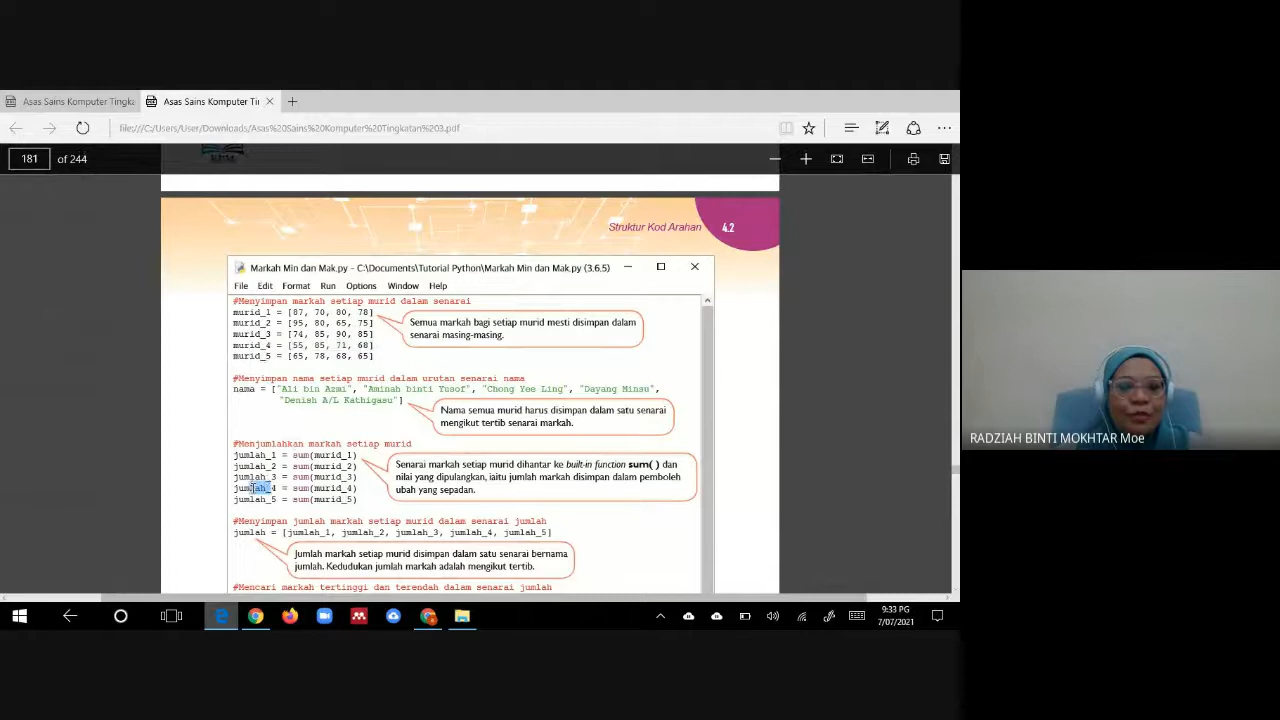 Asas Sains Komputer Tingka
Asas Sains Komputer Tin
file:///C:/Users/User/Downloads/Asas%20Sains%20Komputer%20Tingkatan%203.pdf
181 of 244
Struktur Kod Arahan 4.2
Markah Min dan Mak.py - C:\Documents\Tutorial Python\Markah Min dan Mak.py (3.6.5)
File Edit Format Run Options Window Help
#Menyimpan markah setiap murid dalam senarai
murid_1 = [87, 70, 80, 78]
murid_2 = [95, 80, 65, 75]
murid_3 = [74, 85, 90, 85]
murid_4 = [55, 85, 71, 68]
murid_5 = [65, 78, 68, 65]
Semua markah bagi setiap murid mesti disimpan dalam
senarai masing-masing.
#Menyimpan nama setiap murid dalam urutan senarai nama
nama = ["Ali bin Azmi", "Aminah binti Yusof", "Chong Yee Ling", "Dayang Minsu",
"Denish A/L Kathigasu"]
Nama semua murid harus disimpan dalam satu senarai
mengikut tertib senarai markah.
#Menjumlahkan markah setiap murid
jumlah_1 = sum(murid_1)
jumlah_2 = sum(murid_2)
jumlah_3 = sum(murid_3)
jumlah_4 = sum(murid_4)
jumlah_5 = sum(murid_5)
Senarai markah setiap murid dihantar ke built-in function sum( ) dan
nilai yang dipulangkan, iaitu jumlah markah disimpan dalam pemboleh
ubah yang sepadan.
#Menyimpan jumlah markah setiap murid dalam senarai jumlah
jumlah = [jumlah_1, jumlah_2, jumlah_3, jumlah_4, jumlah_5]
Jumlah markah setiap murid disimpan dalam satu senarai bernama
jumlah. Kedudukan jumlah markah adalah mengikut tertib.
#Mencari markah tertinggi dan terendah dalam senarai jumlah
9:33 PG
7/07/2021
RADZIAH BINTI MOKHTAR Moe